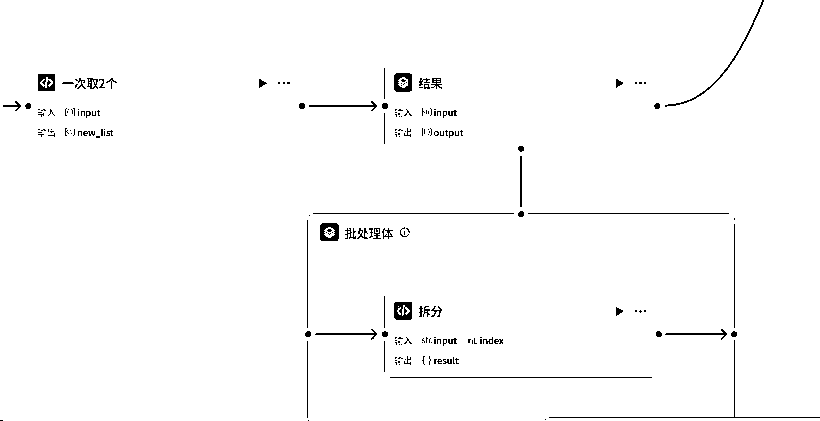 一次取2个
输入 input
输出 new_list
结果
输入 input
输出 output
批处理体
拆分
输入 str. input int. index
输出 { } result